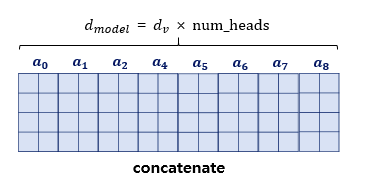 d_model = d_v × num_heads
a_0 a_1 a_2 a_4 a_5 a_6 a_7 a_8
concatenate